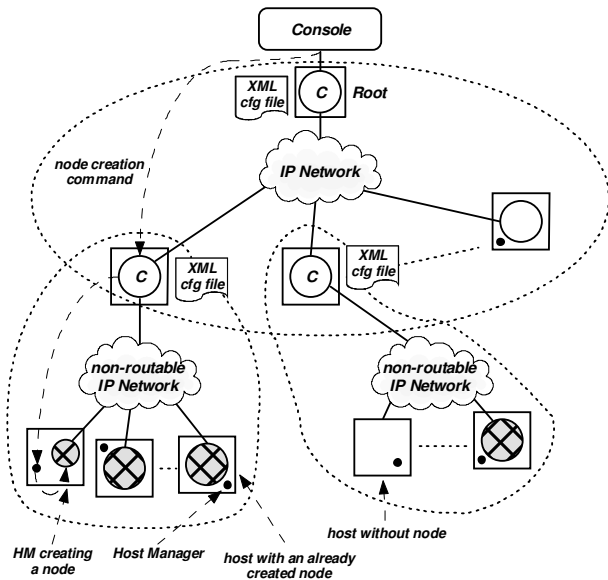 Console
XML
cfg file
C
Root
node creation
command
IP Network
C
XML
cfg file
C
XML
cfg file
non-routable
IP Network
non-routable
IP Network
HM creating
a node
Host Manager
host with an already
created node
host without node